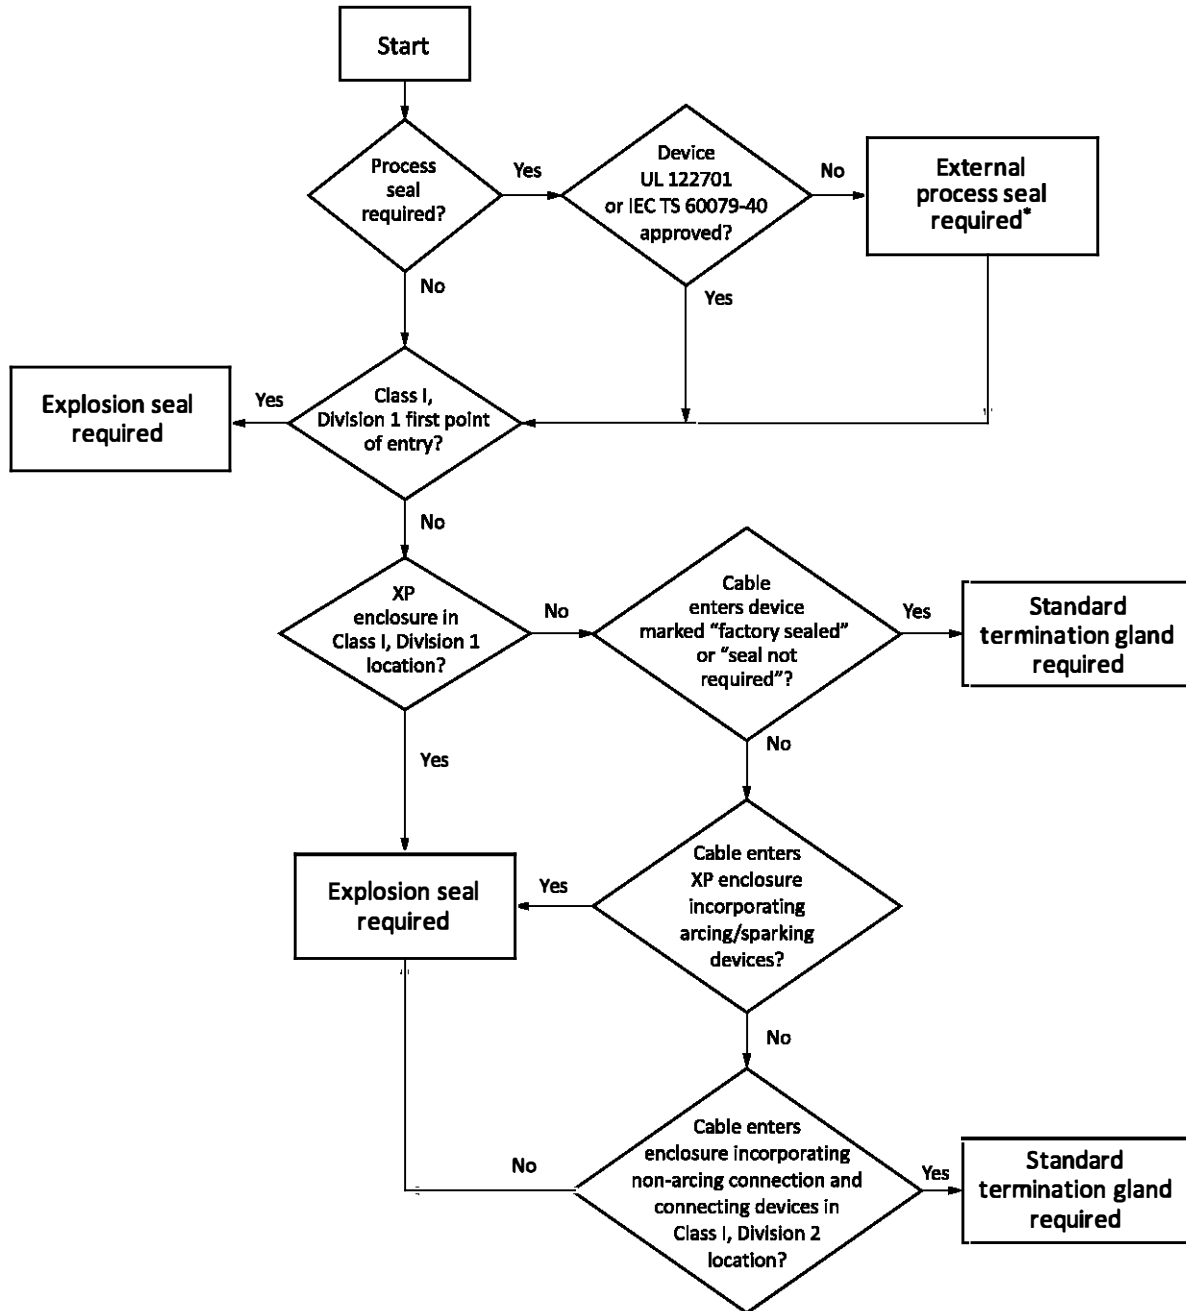 Start
Process
seal
required?
Yes
Device
UL 122701
or IEC TS 60079-40
approved?
No
External
process seal
required*
No
Yes
Explosion seal
required
Yes
Class I,
Division 1 first point
of entry?
No
XP
enclosure in
Class I, Division 1
location?
No
Cable
enters device
marked “factory sealed”
or “seal not
required”?
Yes
Standard
termination gland
required
Yes
No
Explosion seal
required
Yes
Cable enters
XP enclosure
incorporating
arcing/sparking
devices?
No
No
Cable enters
enclosure incorporating
non-arcing connection and
connecting devices in
Class I, Division 2
location?
Yes
Standard
termination gland
required